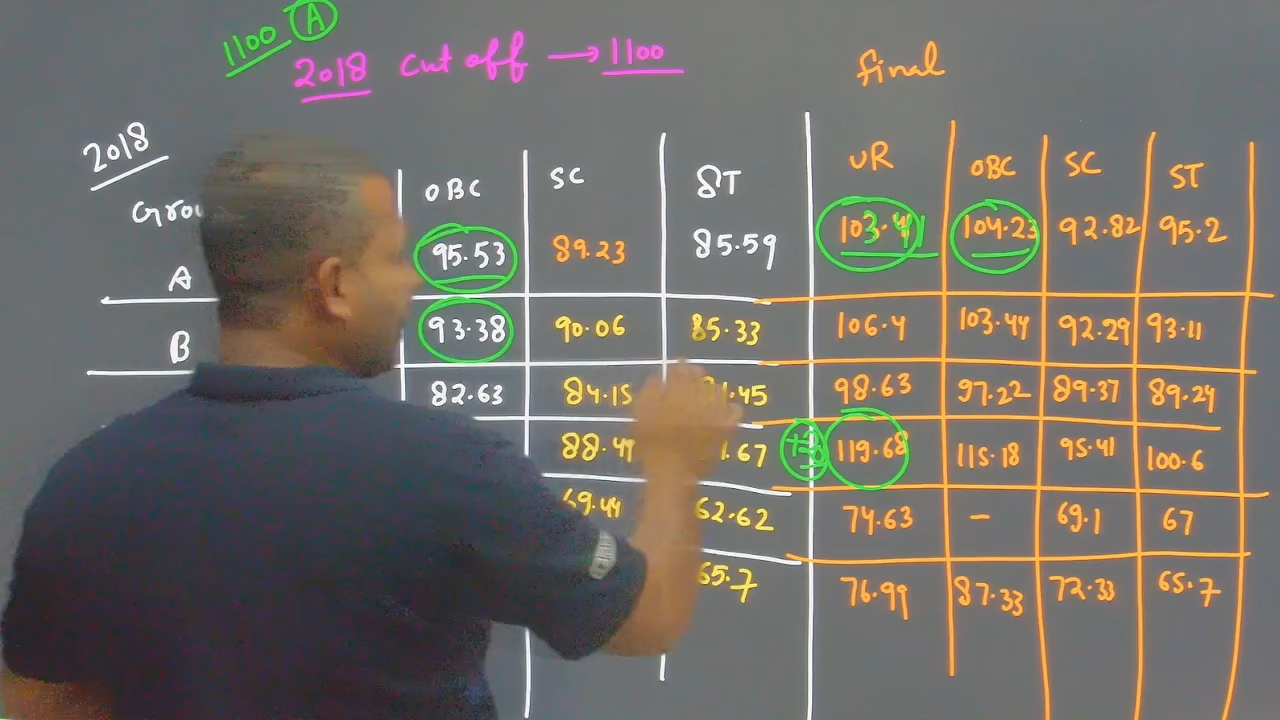 1100 A
2018 cut off → 1100
final
2018
OBC SC ST UR OBC SC ST
A 95.53 89.23 85.59 103.41 104.23 92.82 95.2
B 93.38 90.06 85.33 106.4 103.44 92.29 93.11
82.63 84.15 98.63 97.22 89.37 89.24
119.68 115.18 95.41 100.6
69.44 62.62 74.63 - 69.1 67
65.7 76.99 87.33 72.33 65.7